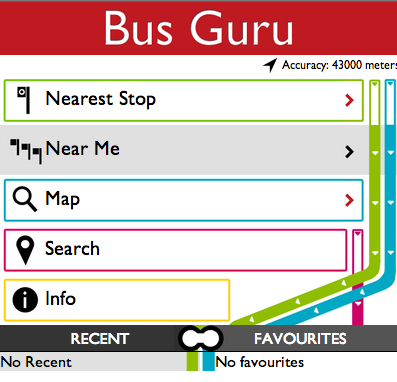 Bus Guru
Accuracy: 43000 meters
Nearest Stop
Near Me
Map
Search
Info
RECENT FAVOURITES
No Recent No favourites